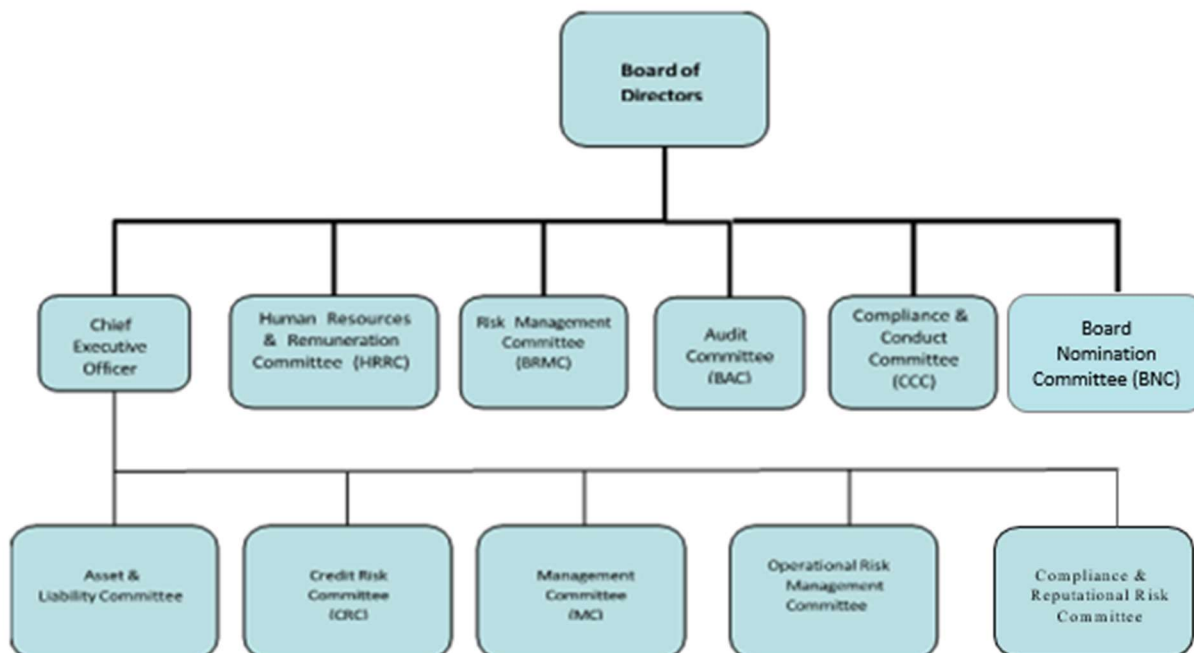 Board of
Directors
Chief
Executive
Officer
Human Resources
& Remuneration
Committee (HRRC)
Risk Management
Committee
(BRMC)
Audit
Committee
(BAC)
Compliance &
Conduct
Committee
(CCC)
Board
Nomination
Committee (BNC)
Asset &
Liability Committee
Credit Risk
Committee
(CRC)
Management
Committee
(MC)
Operational Risk
Management
Committee
Compliance &
Reputational Risk
Committee